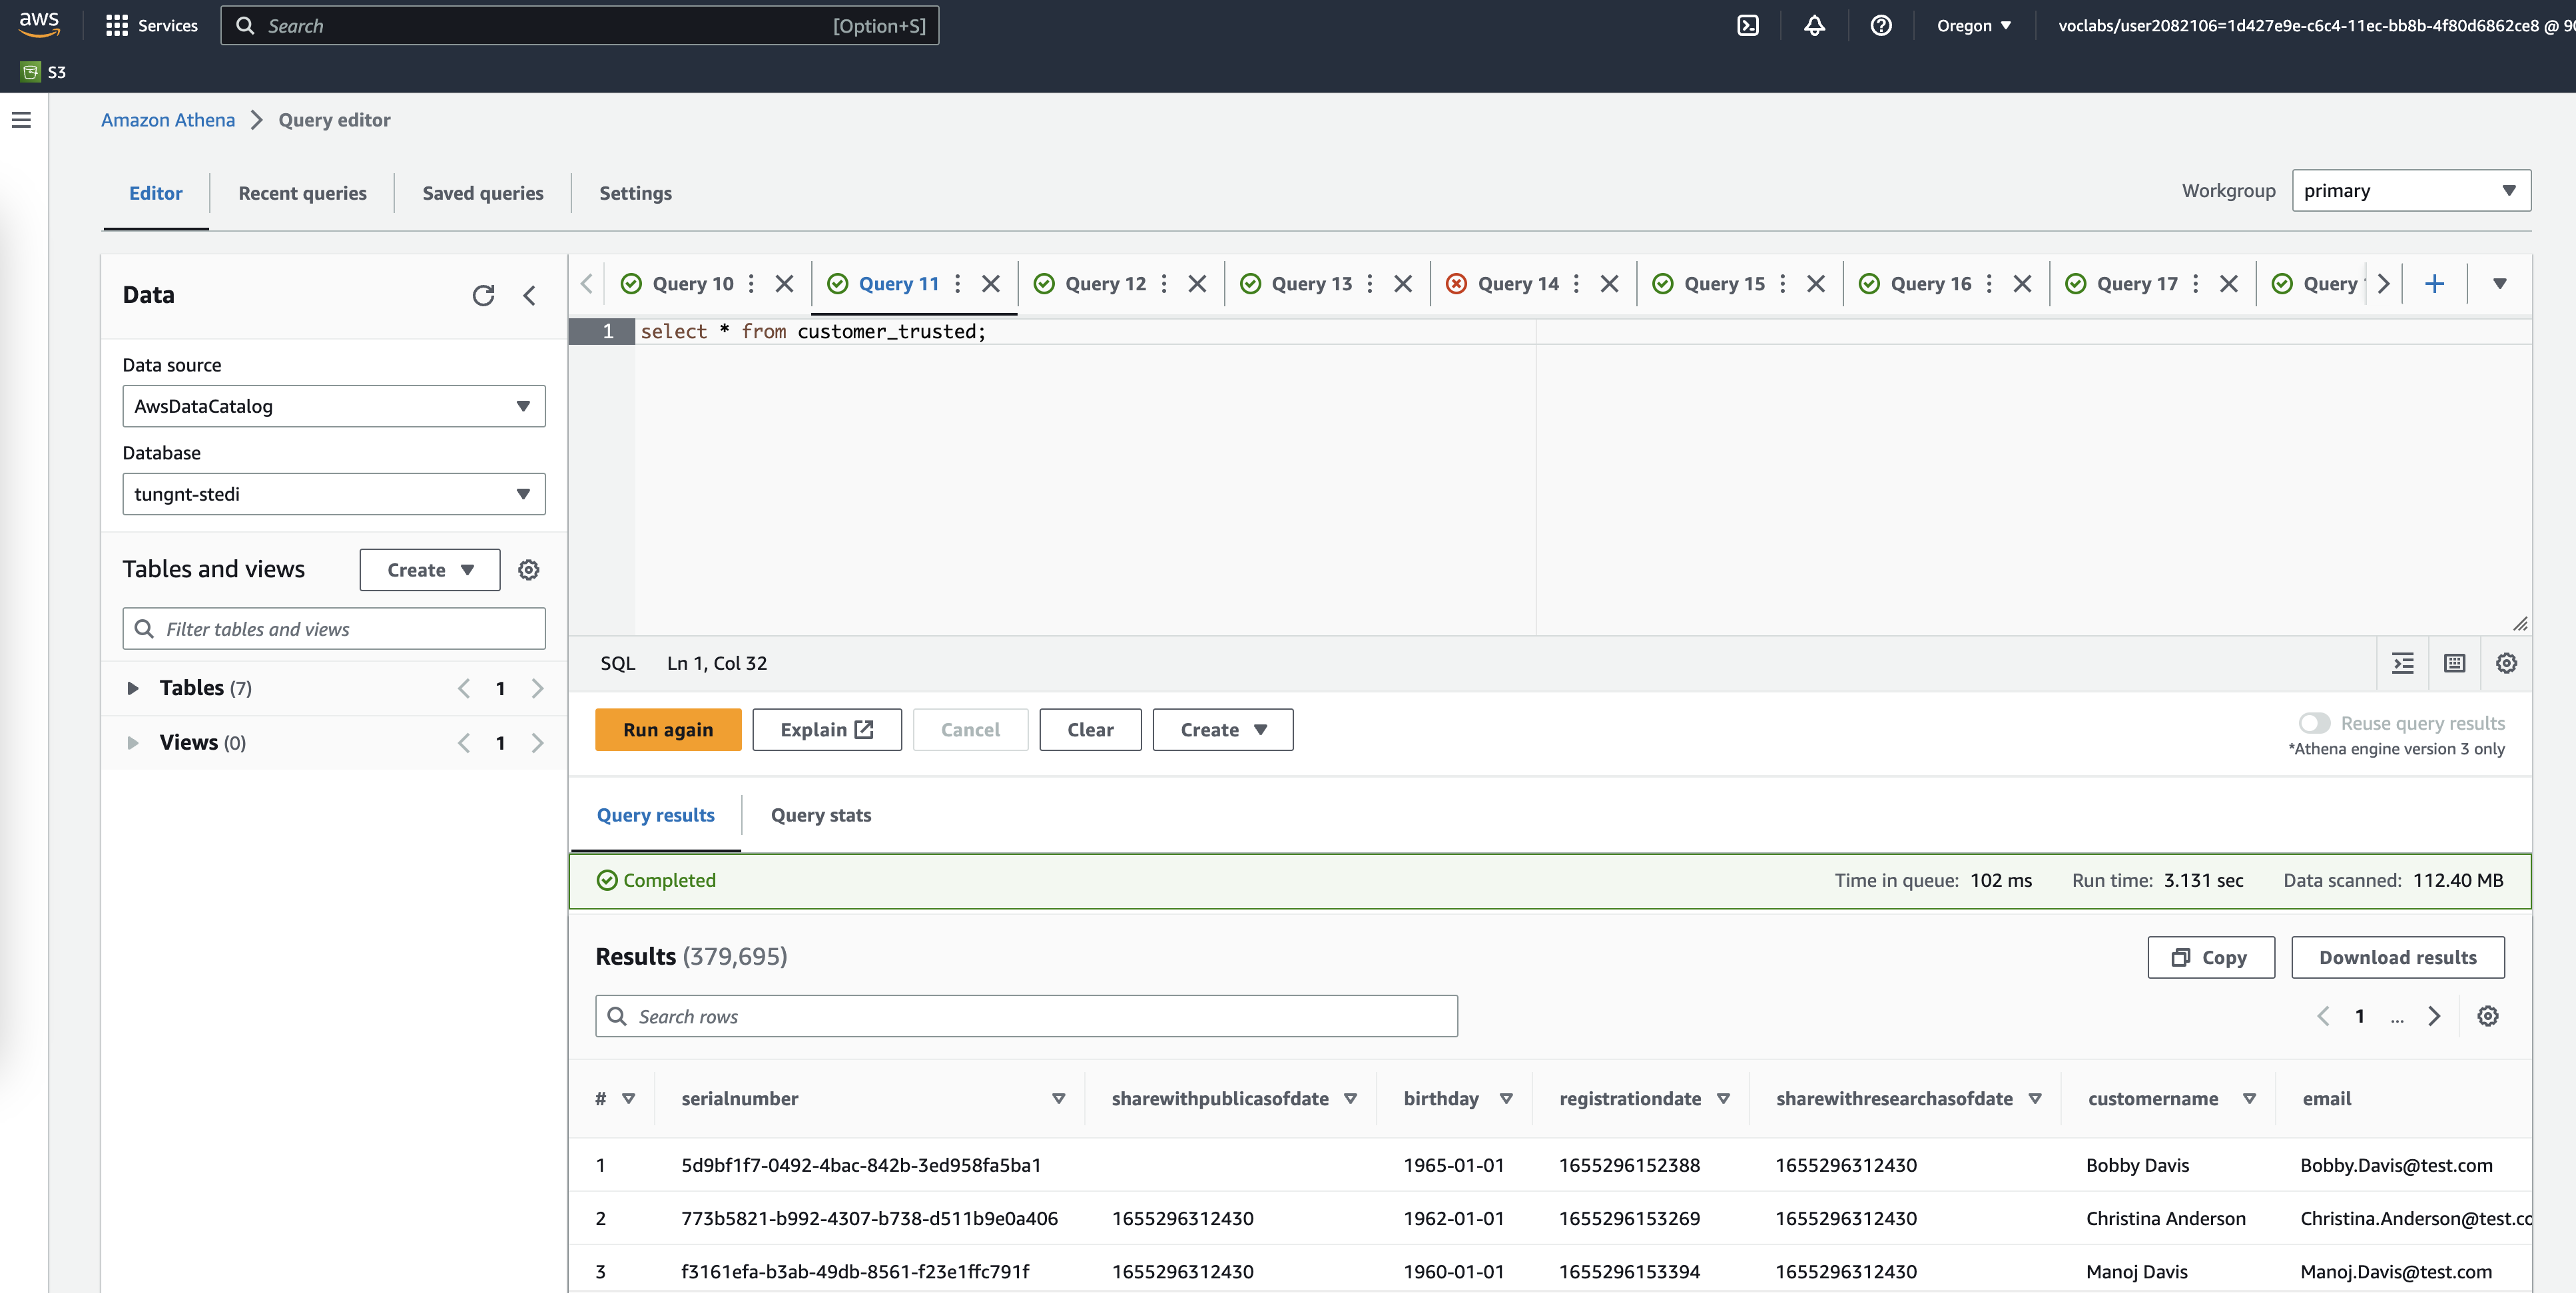 aws Services Search [Option+S] Oregon voclabs/user2082106=1d427e9e-c6c4-11ec-bb8b-4f80d6862ce8 @
S3
Amazon Athena Query editor
Editor Recent queries Saved queries Settings Workgroup primary
Data
Data source
AwsDataCatalog
Database
tungnt-stedi
Tables and views Create
Filter tables and views
Tables (7) 1
Views (0) 1
Query 10 Query 11 Query 12 Query 13 Query 14 Query 15 Query 16 Query 17 Query
1 select * from customer_trusted;
SQL Ln 1, Col 32
Run again Explain Cancel Clear Create Reuse query results
*Athena engine version 3 only
Query results Query stats
Completed Time in queue: 102 ms Run time: 3.131 sec Data scanned: 112.40 MB
Results (379,695) Copy Download results
Search rows 1 ...
# serialnumber sharewithpublicasofdate birthday registrationdate sharewithresearchasofdate customername email
1 5d9bf1f7-0492-4bac-842b-3ed958fa5ba1 1965-01-01 1655296152388 1655296312430 Bobby Davis Bobby.Davis@test.com
2 773b5821-b992-4307-b738-d511b9e0a406 1655296312430 1962-01-01 1655296153269 1655296312430 Christina Anderson Christina.Anderson@test.co
3 f3161efa-b3ab-49db-8561-f23e1ffc791f 1655296312430 1960-01-01 1655296153394 1655296312430 Manoj Davis Manoj.Davis@test.com